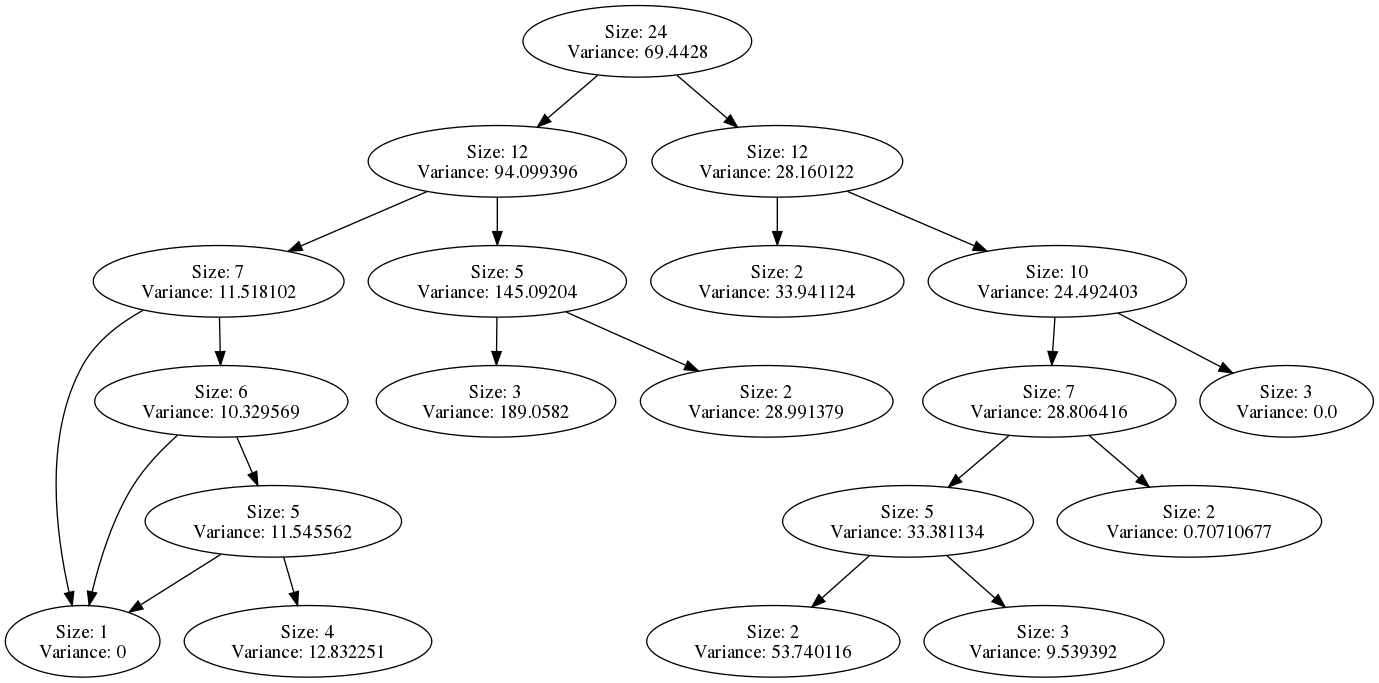 Size: 24
Variance: 69.4428
Size: 12
Variance: 94.099396
Size: 12
Variance: 28.160122
Size: 7
Variance: 11.518102
Size: 5
Variance: 145.09204
Size: 2
Variance: 33.941124
Size: 10
Variance: 24.492403
Size: 6
Variance: 10.329569
Size: 3
Variance: 189.0582
Size: 2
Variance: 28.991379
Size: 7
Variance: 28.806416
Size: 3
Variance: 0.0
Size: 5
Variance: 11.545562
Size: 5
Variance: 33.381134
Size: 2
Variance: 0.70710677
Size: 1
Variance: 0
Size: 4
Variance: 12.832251
Size: 2
Variance: 53.740116
Size: 3
Variance: 9.539392